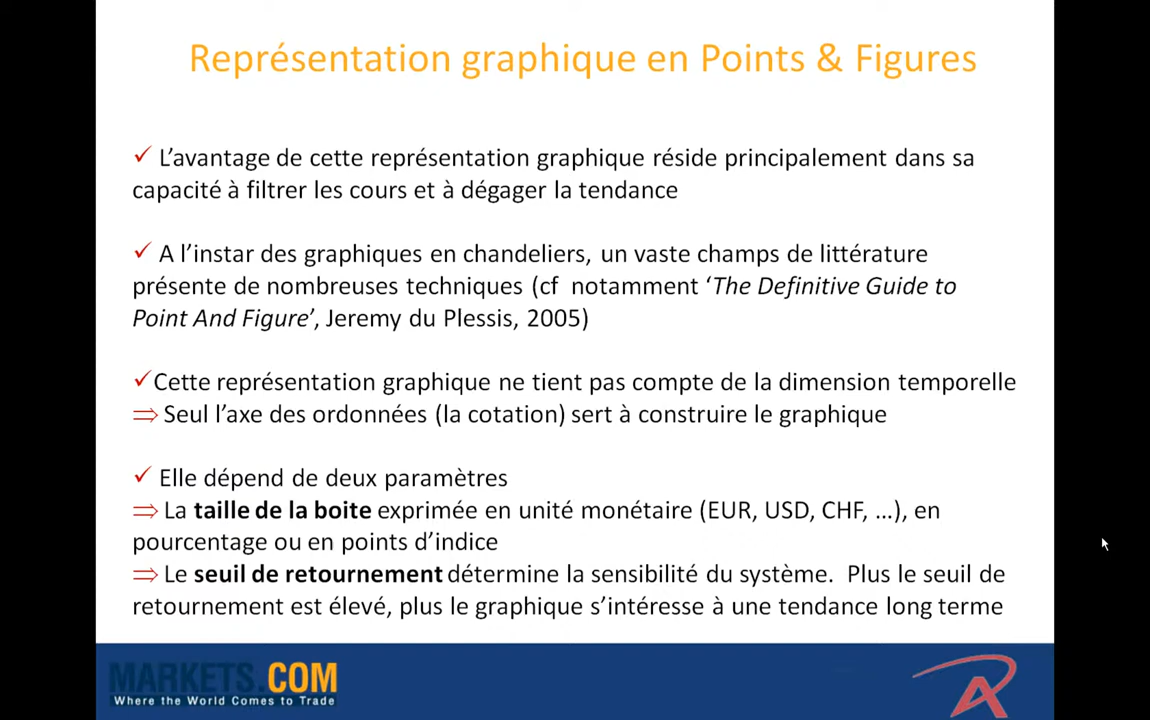 Représentation graphique en Points & Figures
✓ L’avantage de cette représentation graphique réside principalement dans sa
capacité à filtrer les cours et à dégager la tendance
✓ A l’instar des graphiques en chandeliers, un vaste champs de littérature
présente de nombreuses techniques (cf notamment ‘The Definitive Guide to
Point And Figure’, Jeremy du Plessis, 2005)
✓Cette représentation graphique ne tient pas compte de la dimension temporelle
⇒ Seul l’axe des ordonnées (la cotation) sert à construire le graphique
✓ Elle dépend de deux paramètres
⇒ La taille de la boite exprimée en unité monétaire (EUR, USD, CHF, …), en
pourcentage ou en points d’indice
⇒ Le seuil de retournement détermine la sensibilité du système. Plus le seuil de
retournement est élevé, plus le graphique s’intéresse à une tendance long terme
MARKETS.COM
Where the World Comes to Trade